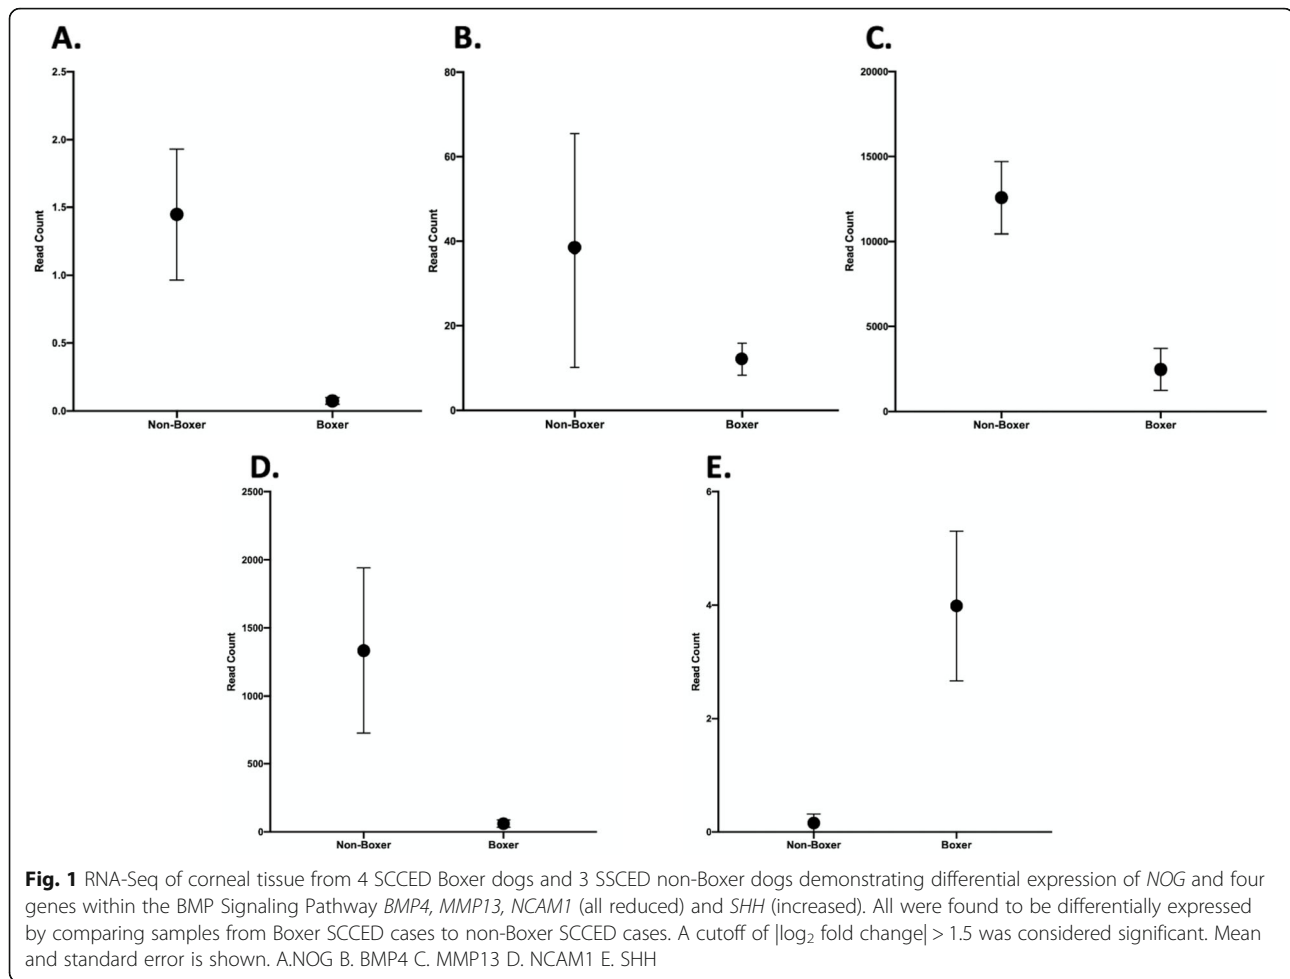 A.
2.5
2.0
1.5
1.0
0.5
0.0
Read Count
Non-Boxer Boxer
B.
80
60
40
20
0
Read Count
Non-Boxer Boxer
C.
20000
15000
10000
5000
0
Read Count
Non-Boxer Boxer
D.
2500
2000
1500
1000
500
0
Read Count
Non-Boxer Boxer
E.
6
4
2
0
Read Count
Non-Boxer Boxer
Fig. 1 RNA-Seq of corneal tissue from 4 SCCED Boxer dogs and 3 SSCED non-Boxer dogs demonstrating differential expression of NOG and four
genes within the BMP Signaling Pathway BMP4, MMP13, NCAM1 (all reduced) and SHH (increased). All were found to be differentially expressed
by comparing samples from Boxer SCCED cases to non-Boxer SCCED cases. A cutoff of |log₂ fold change| > 1.5 was considered significant. Mean
and standard error is shown. A.NOG B. BMP4 C. MMP13 D. NCAM1 E. SHH